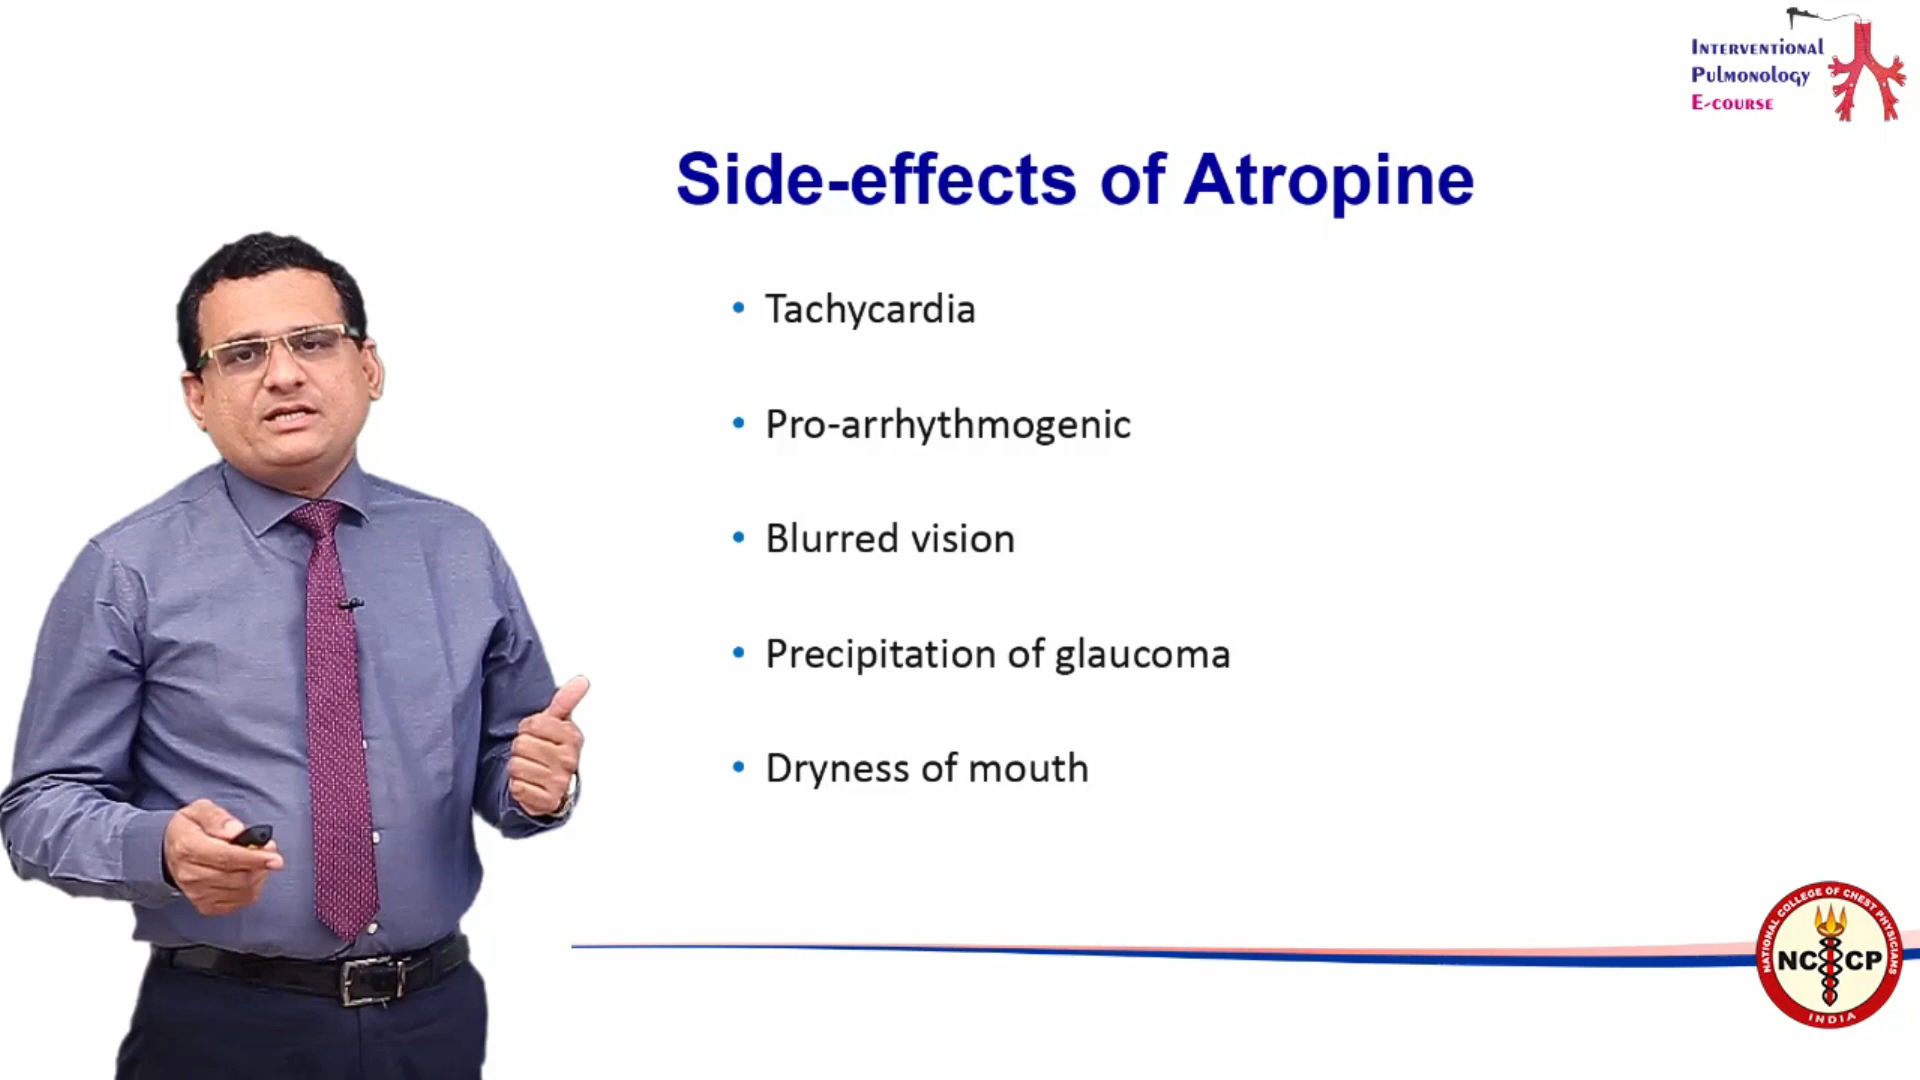 INTERVENTIONAL
PULMONOLOGY
E-COURSE
Side-effects of Atropine
• Tachycardia
• Pro-arrhythmogenic
• Blurred vision
• Precipitation of glaucoma
• Dryness of mouth
NATIONAL COLLEGE OF CHEST PHYSICIANS
NCCP
INDIA